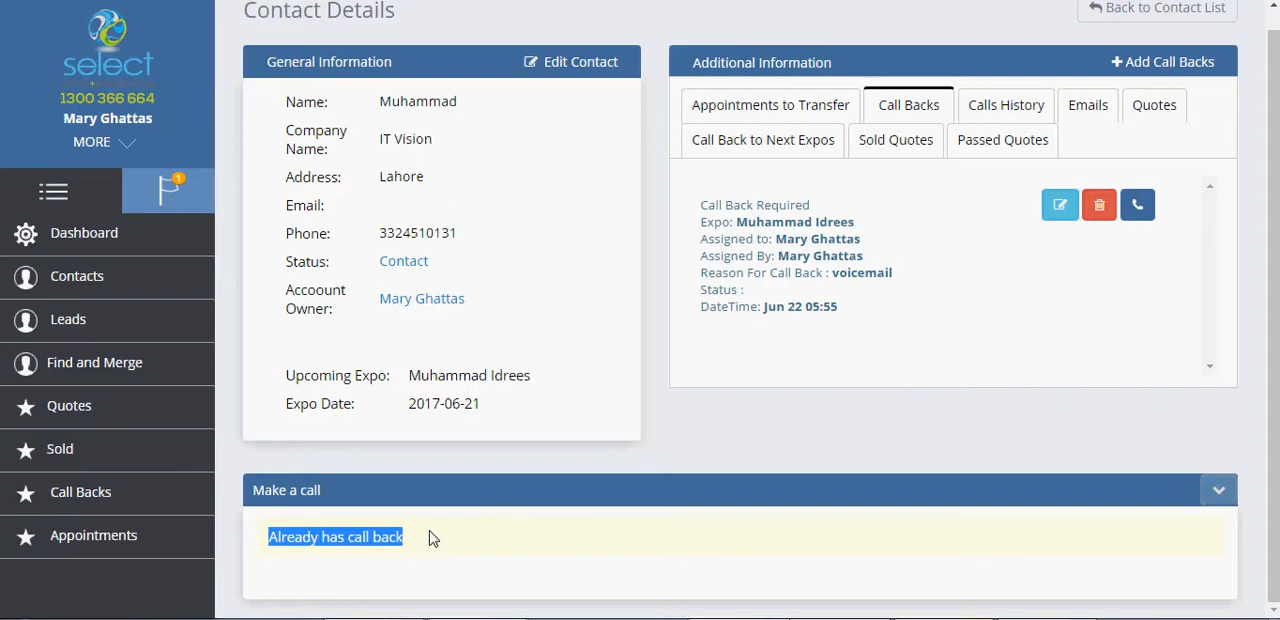 select
1300 366 664
Mary Ghattas
MORE
1
Dashboard
Contacts
Leads
Find and Merge
Quotes
Sold
Call Backs
Appointments
Contact Details
Back to Contact List
General Information
Edit Contact
Name: Muhammad
Company Name: IT Vision
Address: Lahore
Email:
Phone: 3324510131
Status: Contact
Accoount Owner: Mary Ghattas
Upcoming Expo: Muhammad Idrees
Expo Date: 2017-06-21
Additional Information
+ Add Call Backs
Appointments to Transfer
Call Backs
Calls History
Emails
Quotes
Call Back to Next Expos
Sold Quotes
Passed Quotes
Call Back Required
Expo: Muhammad Idrees
Assigned to: Mary Ghattas
Assigned By: Mary Ghattas
Reason For Call Back : voicemail
Status :
DateTime: Jun 22 05:55
Make a call
Already has call back